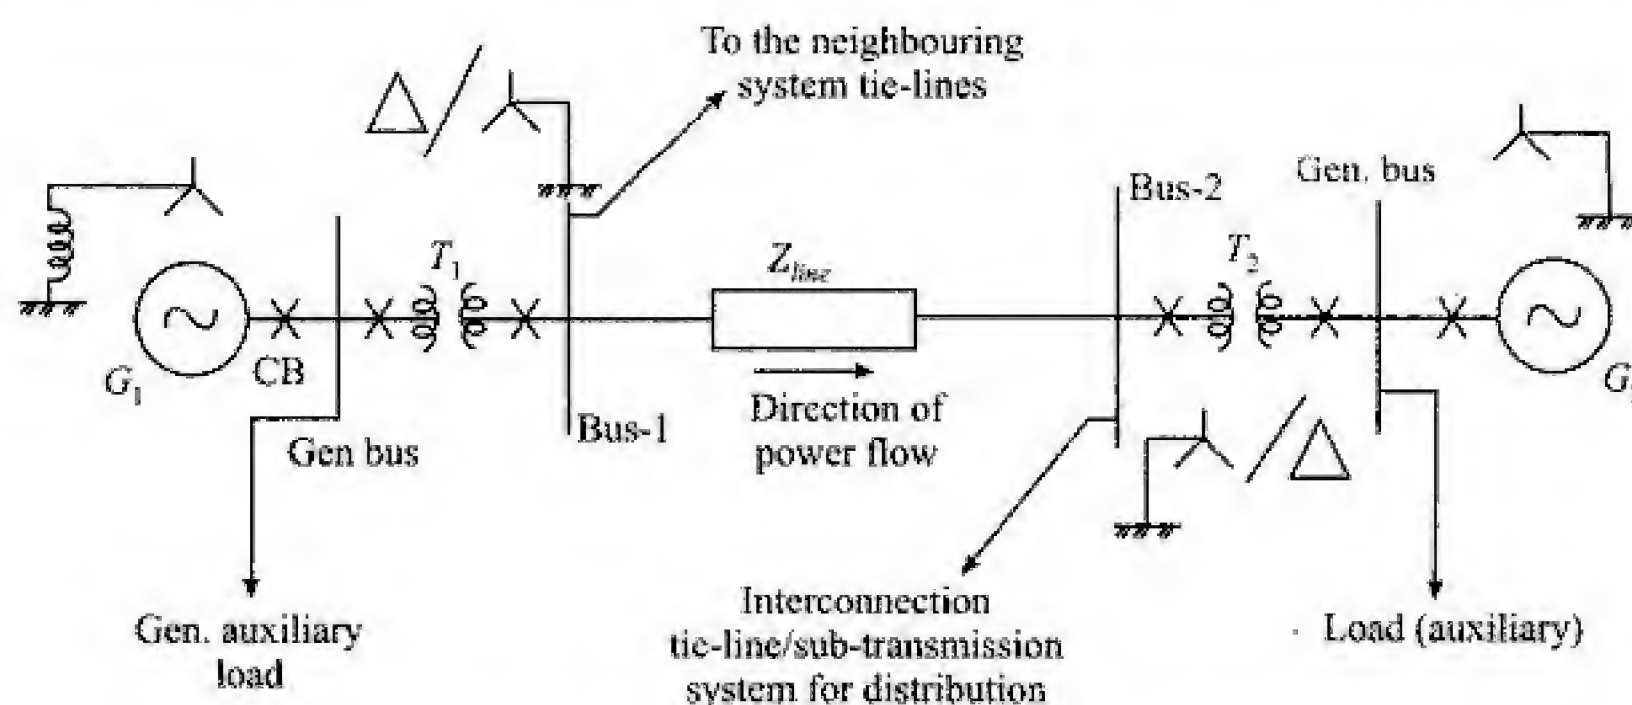 To the neighbouring
system tie-lines
Bus-2
Gen. bus
T₁
Z_line
T₂
G₁
CB
Gen bus
Bus-1
Direction of
power flow
G
Gen. auxiliary
load
Interconnection
tie-line/sub-transmission
system for distribution
Load (auxiliary)